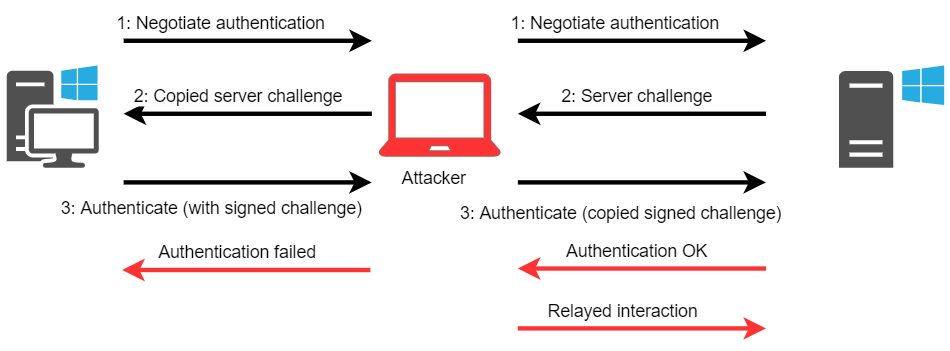 1: Negotiate authentication
1: Negotiate authentication
2: Copied server challenge
2: Server challenge
Attacker
3: Authenticate (with signed challenge)
3: Authenticate (copied signed challenge)
Authentication failed
Authentication OK
Relayed interaction